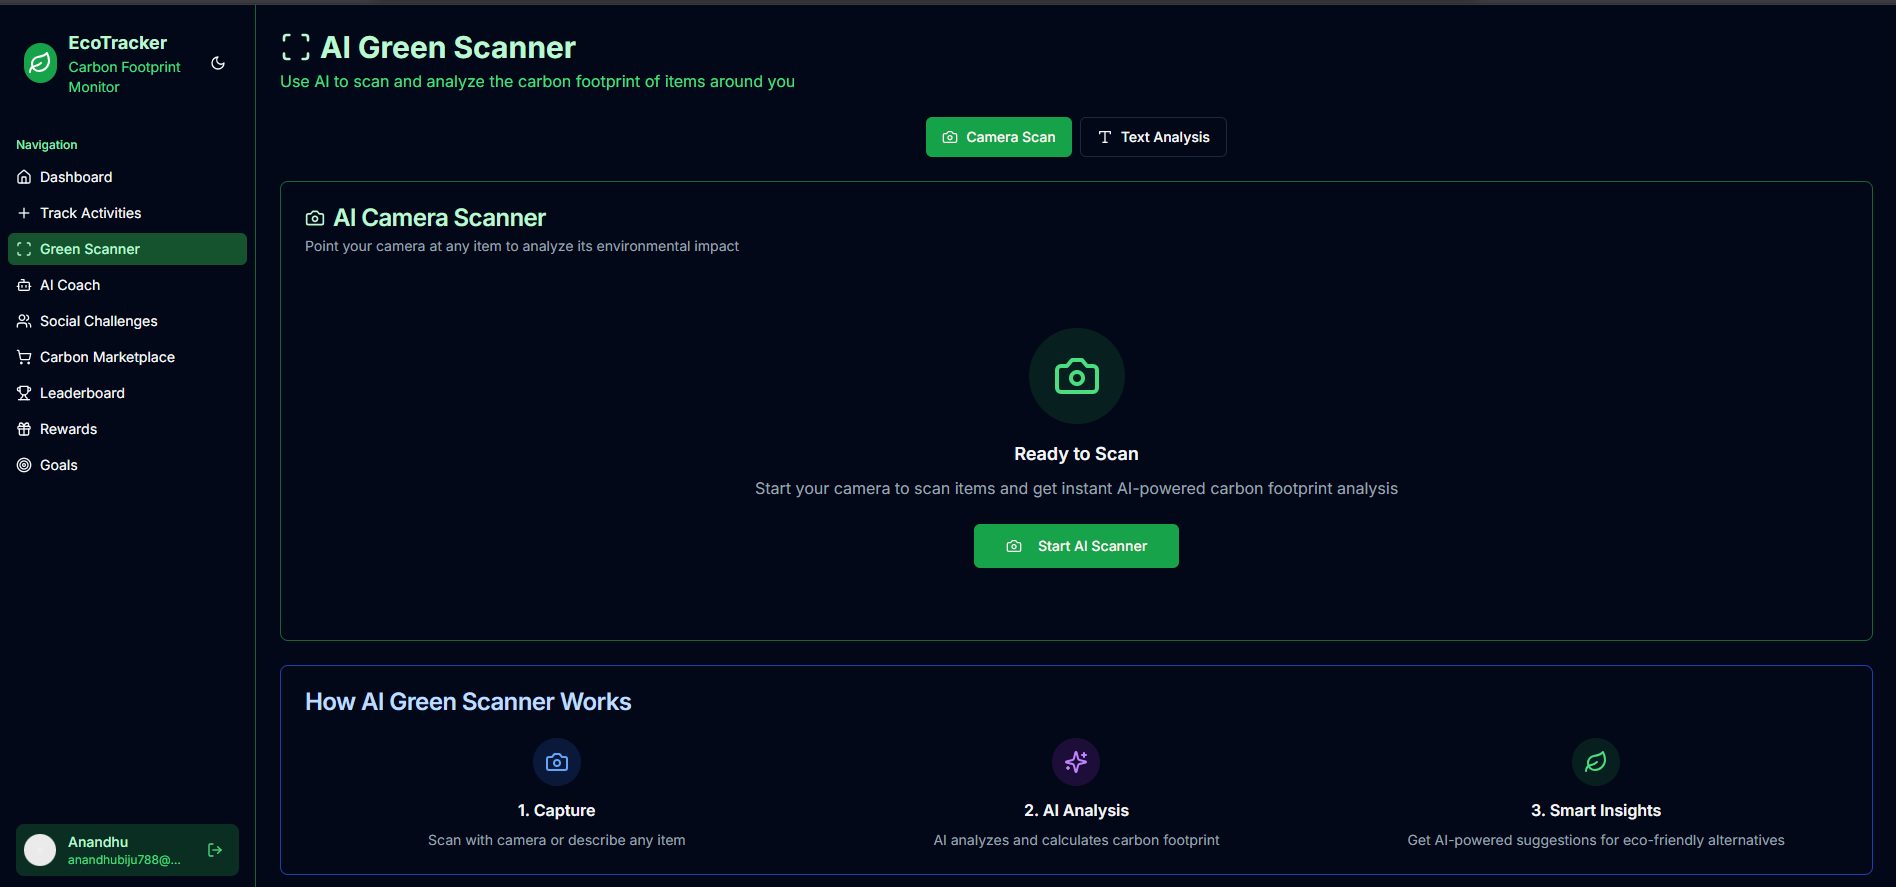 EcoTracker
Carbon Footprint
Monitor
Navigation
Dashboard
Track Activities
Green Scanner
AI Coach
Social Challenges
Carbon Marketplace
Leaderboard
Rewards
Goals
Anandhu
anandhubiju788@...
AI Green Scanner
Use AI to scan and analyze the carbon footprint of items around you
Camera Scan
Text Analysis
AI Camera Scanner
Point your camera at any item to analyze its environmental impact
Ready to Scan
Start your camera to scan items and get instant AI-powered carbon footprint analysis
Start AI Scanner
How AI Green Scanner Works
1. Capture
Scan with camera or describe any item
2. AI Analysis
AI analyzes and calculates carbon footprint
3. Smart Insights
Get AI-powered suggestions for eco-friendly alternatives